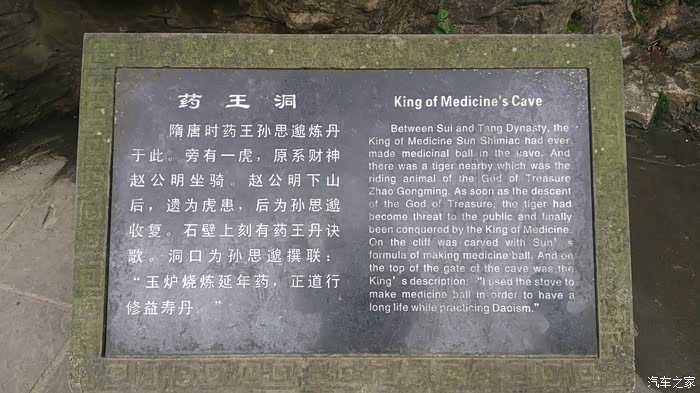 药王洞
隋唐时药王孙思邈炼丹
于此。旁有一虎，原系财神
赵公明坐骑。赵公明下山
后，遗为虎患，后为孙思邈
收复。石壁上刻有药王丹诀
歌。洞口为孙思邈撰联：
“玉炉烧炼延年药，正道行
修益寿丹。”
King of Medicine's Cave
Between Sui and Tang Dynasty, the
King of Medicine Sun Shimiao had ever
made medicinal ball in the cave. And
there was a tiger nearby which was the
riding animal of the God of Treasure
Zhao Gongming. As soon as the descent
of the God of Treasure, the tiger had
become threat to the public and finally
been conquered by the King of Medicine.
On the cliff was carved with Sun's
formula of making medicine ball. And on
the top of the gate of the cave was the
King's description: "I used the stove to
make medicine ball in order to have a
long life while practicing Daoism."
汽车之家